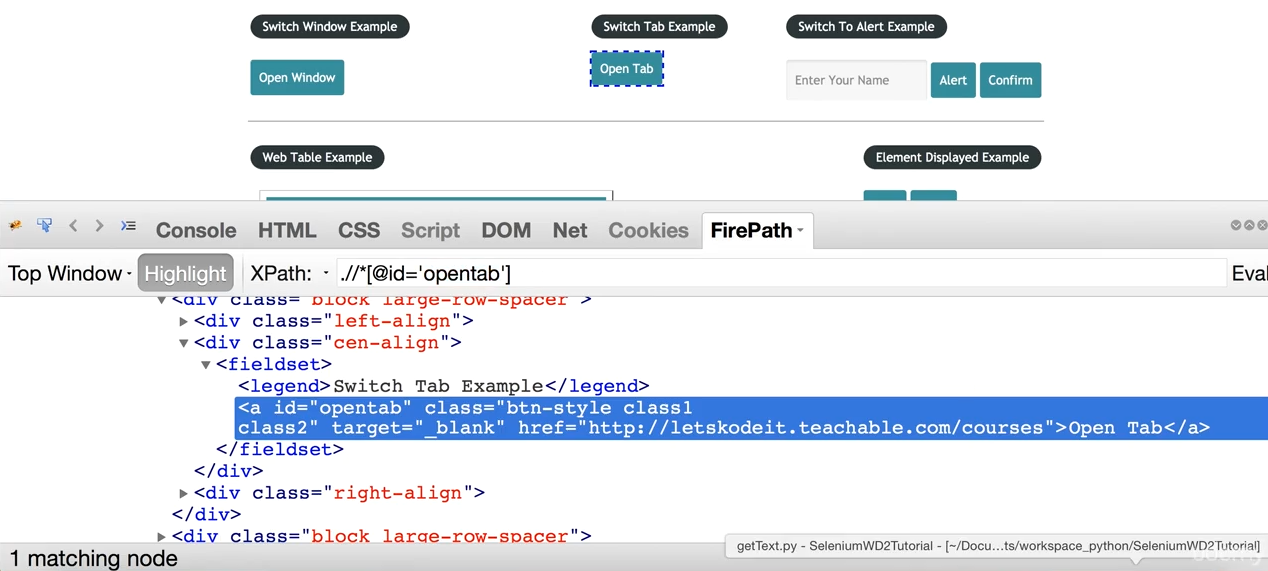 Switch Window Example Switch Tab Example Switch To Alert Example
Open Window Open Tab Enter Your Name Alert Confirm
Web Table Example Element Displayed Example
Console HTML CSS Script DOM Net Cookies FirePath
Top Window Highlight XPath: .//*[@id='opentab'] Eval
<div class="block large-row-spacer">
<div class="left-align">
<div class="cen-align">
<fieldset>
<legend>Switch Tab Example</legend>
<a id="opentab" class="btn-style class1
class2" target="_blank" href="http://letskodeit.teachable.com/courses">Open Tab</a>
</fieldset>
</div>
<div class="right-align">
</div>
<div class="block large-row-spacer">
1 matching node
getText.py - SeleniumWD2Tutorial - [~/Docu...ts/workspace_python/SeleniumWD2Tutorial]
udemy